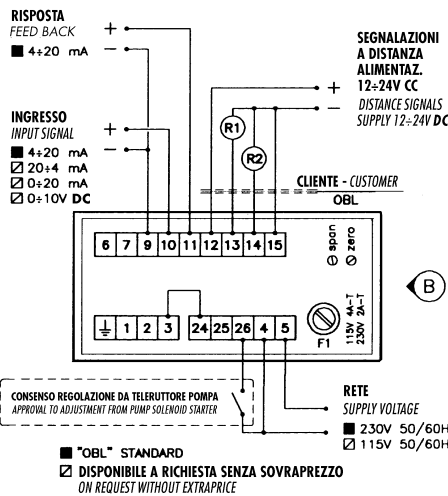 RISPOSTA
FEED BACK
4÷20 mA
+
−
INGRESSO
INPUT SIGNAL
4÷20 mA
20÷4 mA
0÷20 mA
0÷10V DC
+
−
SEGNALAZIONI
A DISTANZA
ALIMENTAZ.
12÷24V CC
DISTANCE SIGNALS
SUPPLY 12÷24V DC
+
−
R1
R2
CLIENTE - CUSTOMER
OBL
6 7 8 9 10 11 12 13 14 15
span
zero
B
1 2 3 24 25 26 4 5
F1
115V 4A-T
230V 2A-T
CONSENSO REGOLAZIONE DA TELERUTTORE POMPA
APPROVAL TO ADJUSTMENT FROM PUMP SOLENOID STARTER
RETE
SUPPLY VOLTAGE
230V 50/60H
115V 50/60H
"OBL" STANDARD
DISPONIBILE A RICHIESTA SENZA SOVRAPREZZO
ON REQUEST WITHOUT EXTRAPRICE